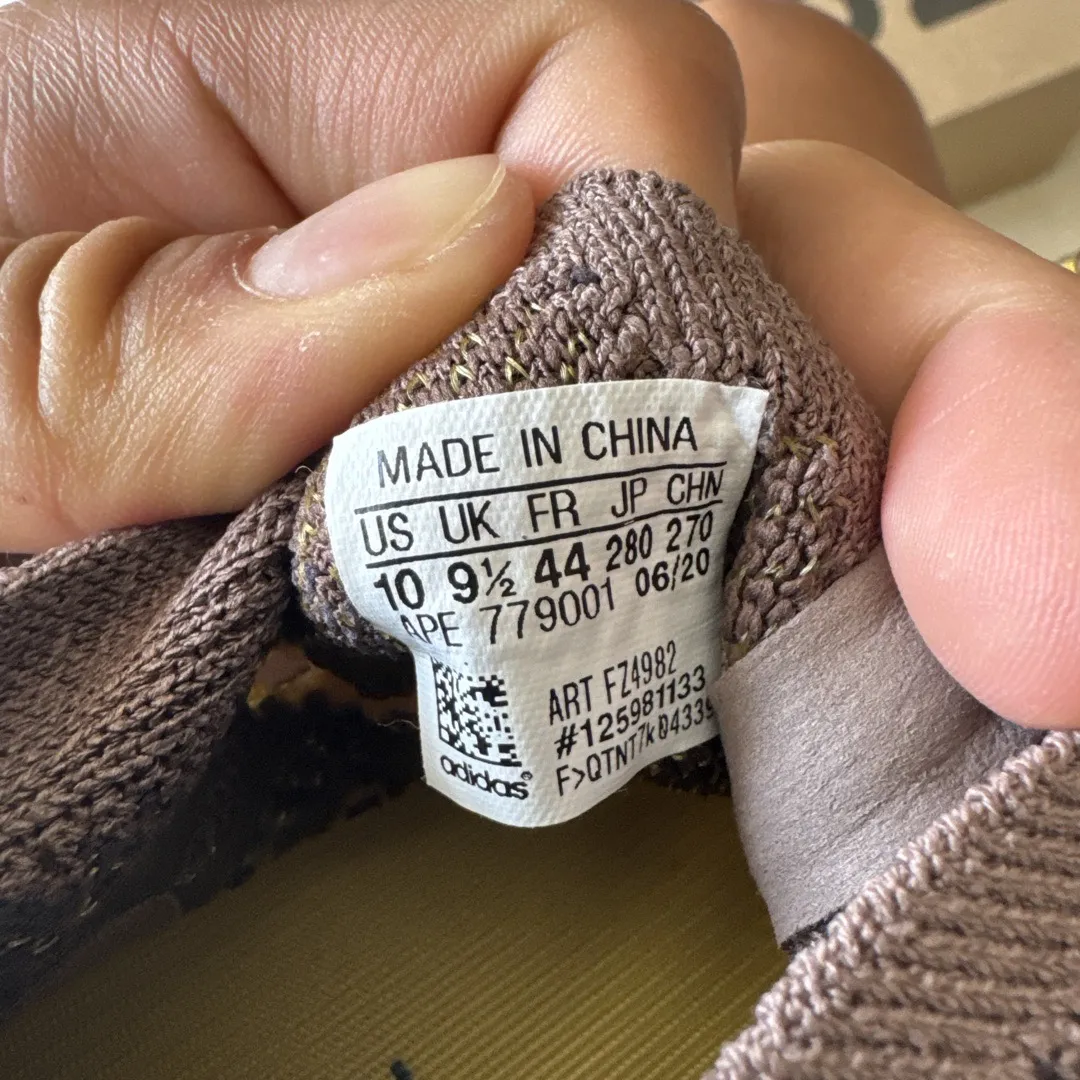 MADE IN CHINA
US UK FR JP CHN
10 9½ 44 280 270
APE 779001 06/20
ART FZ4982
#125981133
adidas®